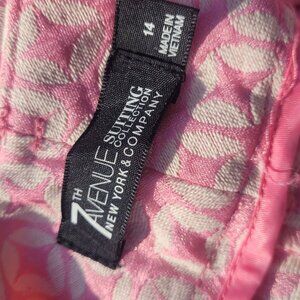 14
MADE IN
VIETNAM
7TH
AVENUE
SUITING
COLLECTION
NEW YORK & COMPANY